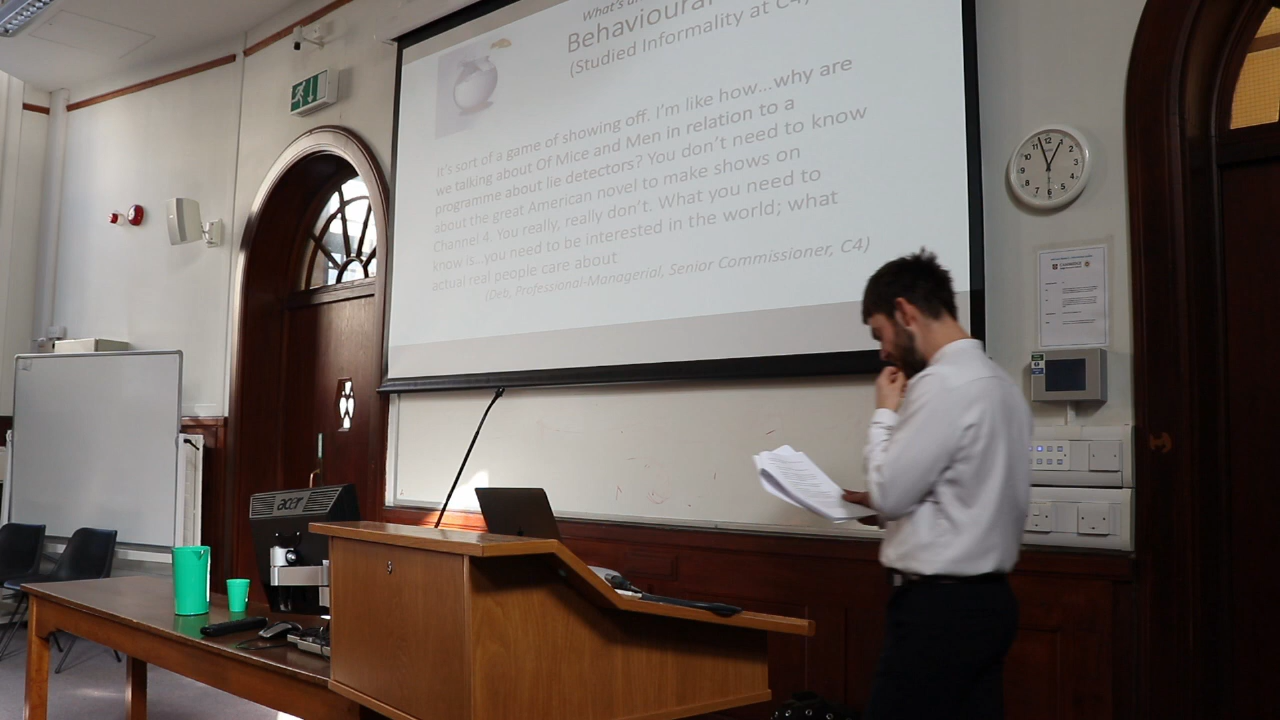 What's
Behavioural
(Studied Informality at C4)
It's sort of a game of showing off. I'm like how...why are
we talking about Of Mice and Men in relation to a
programme about lie detectors? You don't need to know
about the great American novel to make shows on
Channel 4. You really, really don't. What you need to
know is...you need to be interested in the world; what
actual real people care about
(Deb, Professional-Managerial, Senior Commissioner, C4)
acer